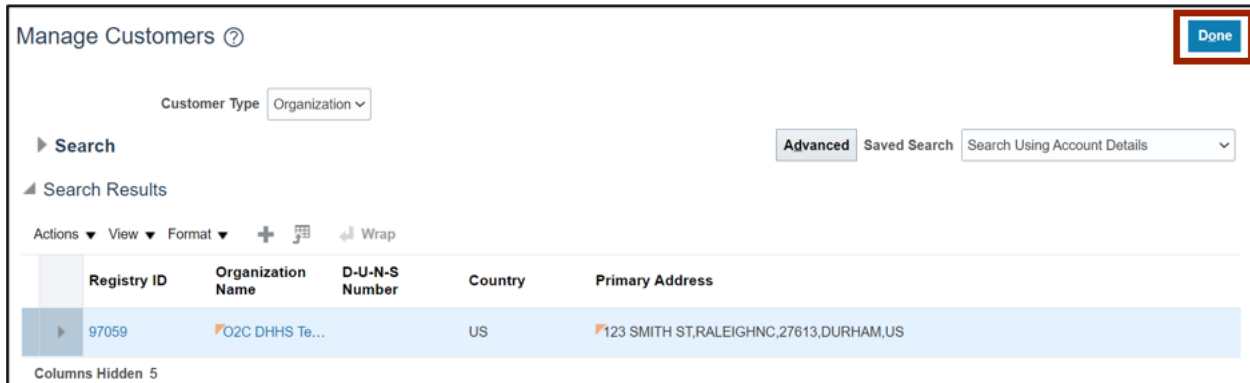 Manage Customers
Done
Customer Type Organization
Search
Advanced Saved Search Search Using Account Details
Search Results
Actions View Format Wrap
Registry ID Organization Name D-U-N-S Number Country Primary Address
97059 O2C DHHS Te... US 123 SMITH ST,RALEIGHNC,27613,DURHAM,US
Columns Hidden 5